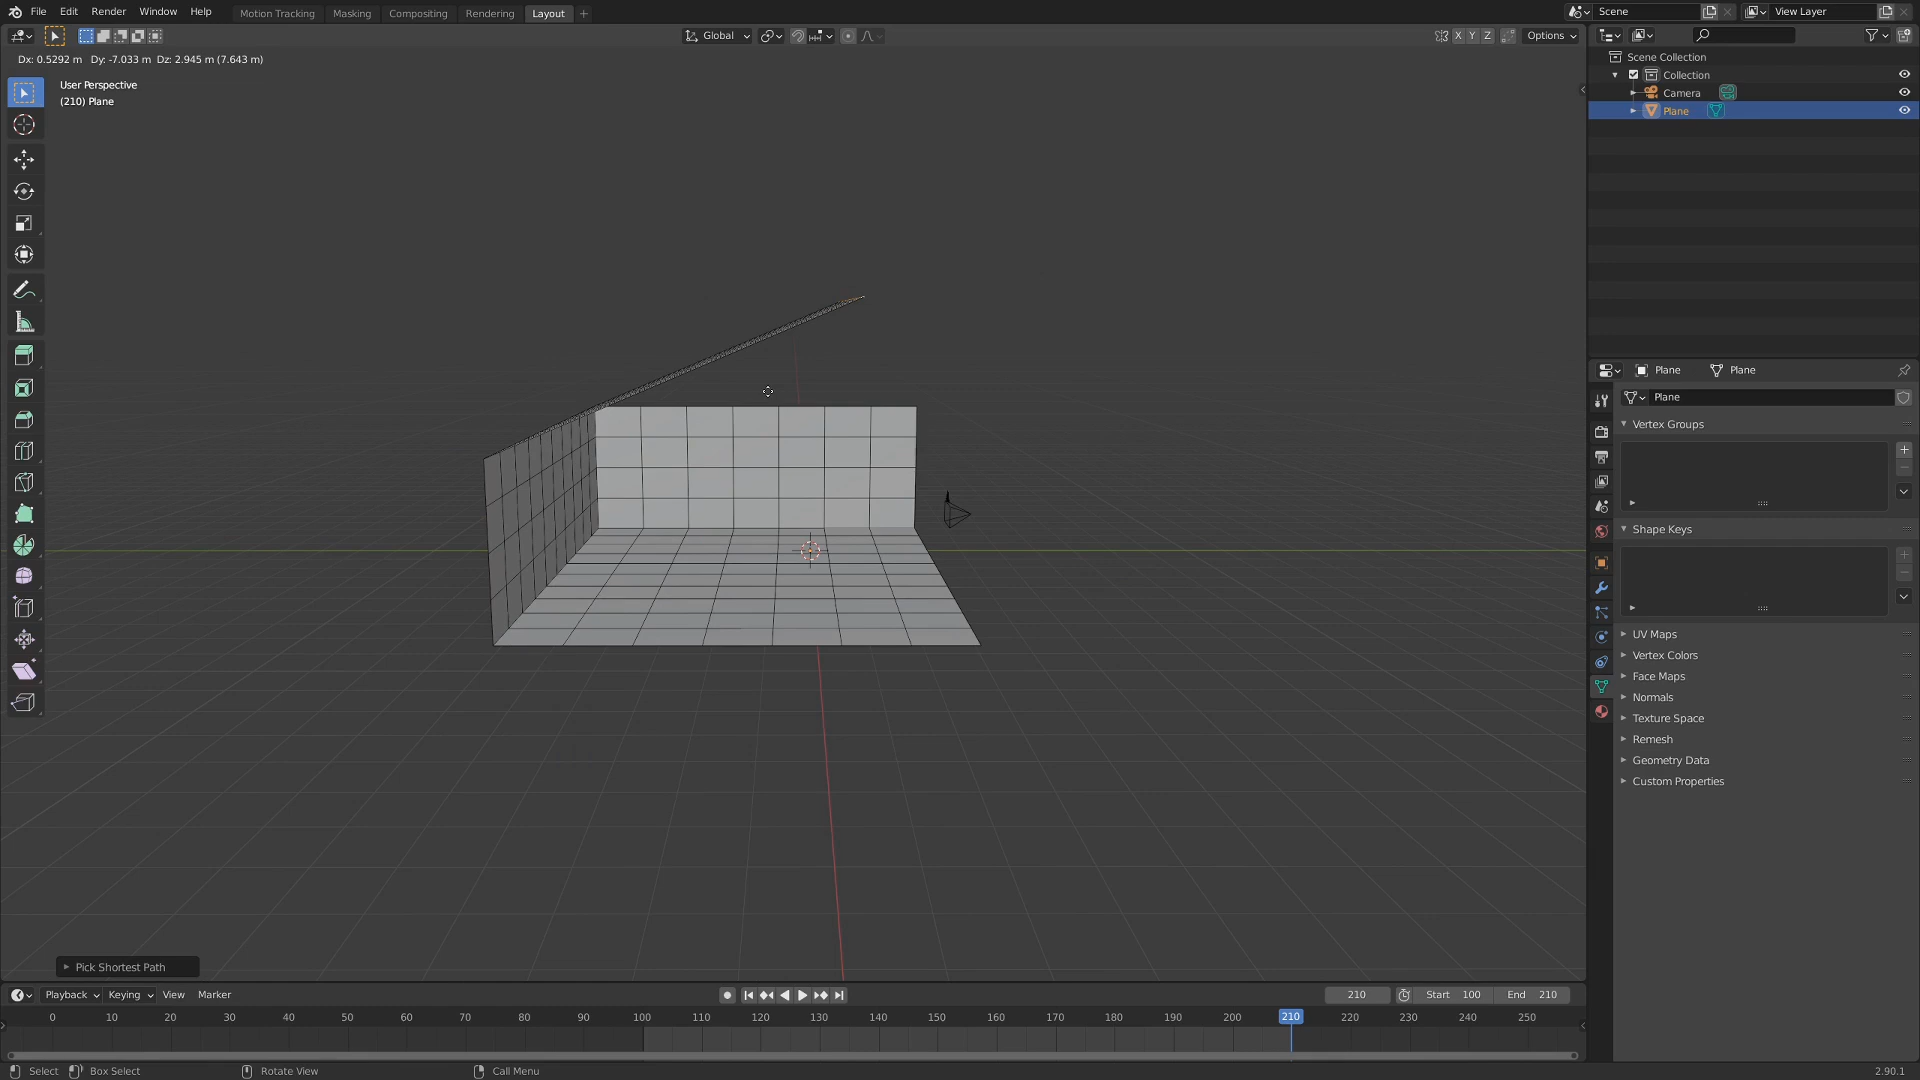 File Edit Render Window Help Motion Tracking Masking Compositing Rendering Layout + Scene View Layer
Global X Y Z Options
Dx: 0.5292 m Dy: -7.033 m Dz: 2.945 m (7.643 m)
User Perspective
(210) Plane
Scene Collection
Collection
Camera
Plane
Plane Plane
Plane
Vertex Groups
Shape Keys
UV Maps
Vertex Colors
Face Maps
Normals
Texture Space
Remesh
Geometry Data
Custom Properties
Pick Shortest Path
Playback Keying View Marker 210 Start 100 End 210
0 10 20 30 40 50 60 70 80 90 100 110 120 130 140 150 160 170 180 190 200 210 220 230 240 250
Select Box Select Rotate View Call Menu 2.90.1